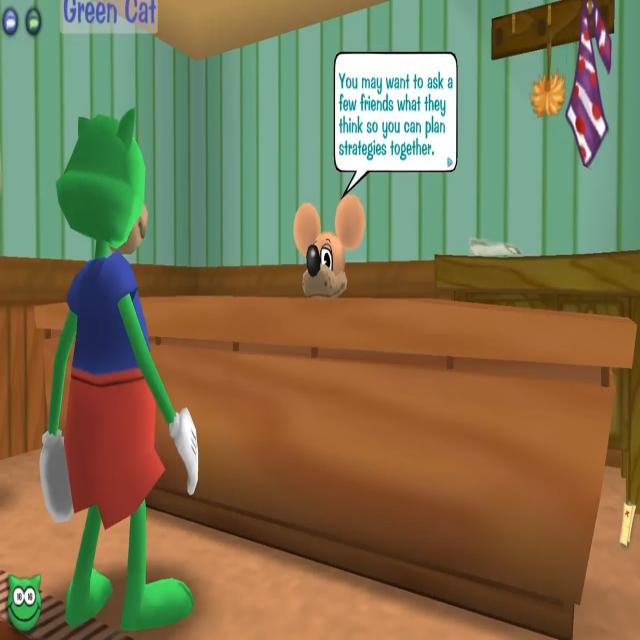 Green Cat
You may want to ask a
few friends what they
think so you can plan
strategies together.